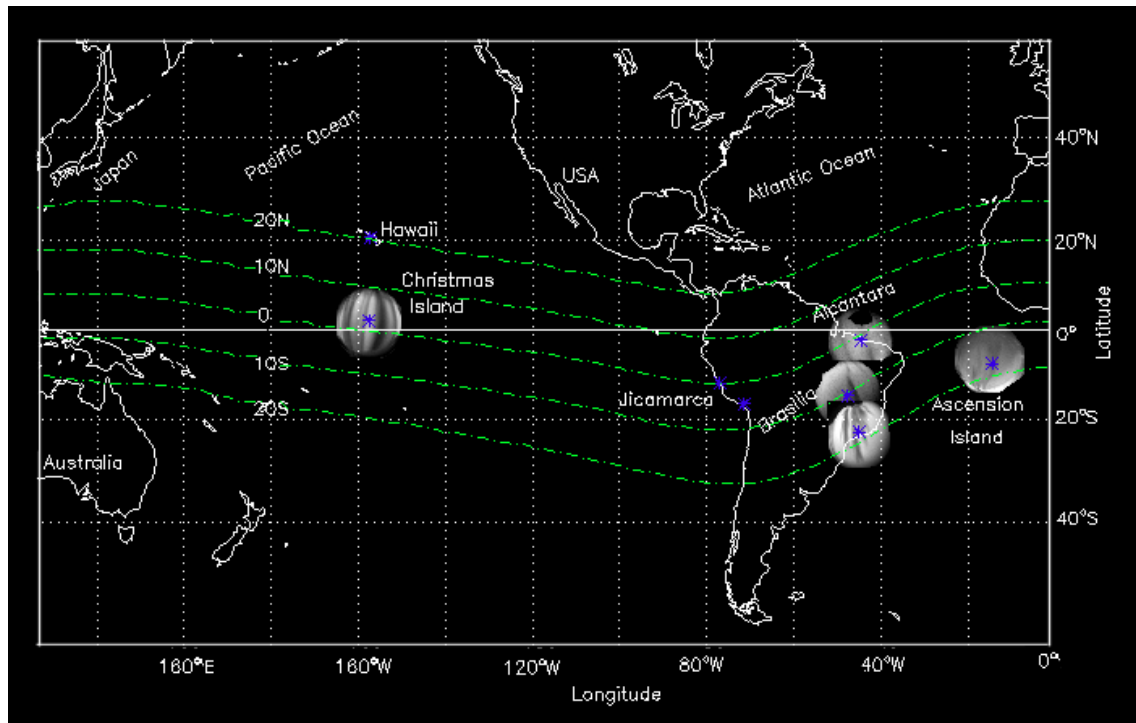 Pacific Ocean
Japan
USA
Atlantic Ocean
40°N
20N
Hawaii
20°N
10N
Christmas
Island
Alcantara
0
0°
Latitude
10S
Jicamarca
Brasilia
Ascension
Island
20S
20°S
Australia
40°S
160°E
160°W
120°W
80°W
40°W
0°
Longitude